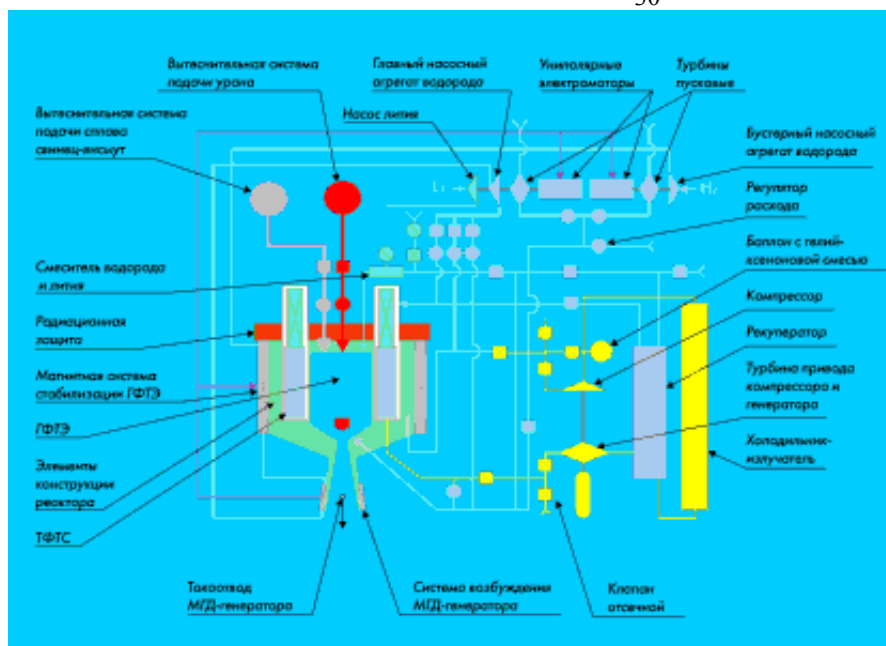 30
Вытеснительная система
подачи урана
Главный насосный
агрегат водорода
Униполярные
электромоторы
Турбины
пусковые
Вытеснительная система
подачи сплава
свинец-висмут
Насос лития
Бустерный насосный
агрегат водорода
Li
H₂
Регулятор
расхода
Смеситель водорода
и лития
Баллон с гелий-
ксеноновой смесью
Компрессор
Радиационная
защита
Рекуператор
Магнитная система
стабилизации ГФТЭ
Турбина привода
компрессора и
генератора
ГФТЭ
Холодильник-
излучатель
Элементы
конструкции
реактора
ТФТС
Токоотвод
МГД-генератора
Система возбуждения
МГД-генератора
Клапан
отсечной